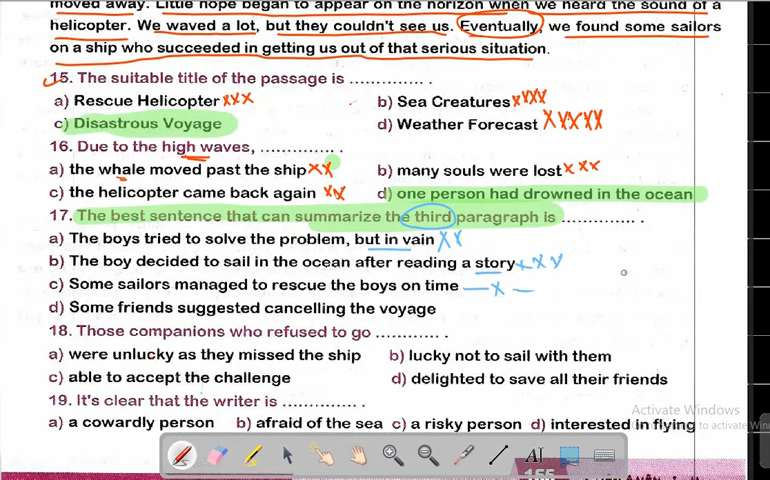 moved away. Little hope began to appear on the horizon when we heard the sound of a
helicopter. We waved a lot, but they couldn't see us. Eventually, we found some sailors
on a ship who succeeded in getting us out of that serious situation.
15. The suitable title of the passage is ............... .
a) Rescue Helicopter xxx b) Sea Creatures xxxx
c) Disastrous Voyage d) Weather Forecast XXXXX
16. Due to the high waves, ............... .
a) the whale moved past the ship xx b) many souls were lost xxx
c) the helicopter came back again xx d) one person had drowned in the ocean
17. The best sentence that can summarize the third paragraph is ............... .
a) The boys tried to solve the problem, but in vain xx
b) The boy decided to sail in the ocean after reading a story xxx
c) Some sailors managed to rescue the boys on time — x —
d) Some friends suggested cancelling the voyage
18. Those companions who refused to go ............... .
a) were unlucky as they missed the ship b) lucky not to sail with them
c) able to accept the challenge d) delighted to save all their friends
19. It's clear that the writer is ............... .
Activate Windows
a) a cowardly person b) afraid of the sea c) a risky person d) interested in flying
AI